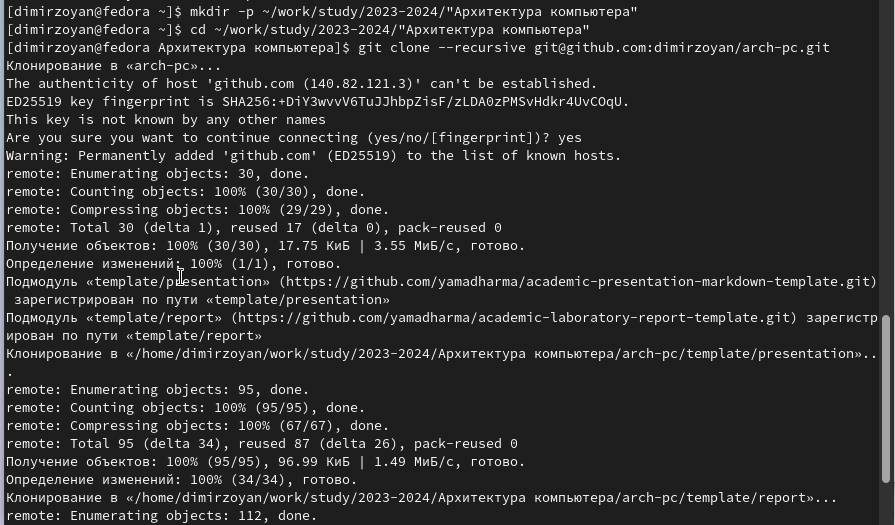 [dimirzoyan@fedora ~]$ mkdir -p ~/work/study/2023-2024/"Архитектура компьютера"
[dimirzoyan@fedora ~]$ cd ~/work/study/2023-2024/"Архитектура компьютера"
[dimirzoyan@fedora Архитектура компьютера]$ git clone --recursive git@github.com:dimirzoyan/arch-pc.git
Клонирование в «arch-pc»...
The authenticity of host 'github.com (140.82.121.3)' can't be established.
ED25519 key fingerprint is SHA256:+DiY3wvvV6TuJJhbpZisF/zLDA0zPMSvHdkr4UvCOqU.
This key is not known by any other names
Are you sure you want to continue connecting (yes/no/[fingerprint])? yes
Warning: Permanently added 'github.com' (ED25519) to the list of known hosts.
remote: Enumerating objects: 30, done.
remote: Counting objects: 100% (30/30), done.
remote: Compressing objects: 100% (29/29), done.
remote: Total 30 (delta 1), reused 17 (delta 0), pack-reused 0
Получение объектов: 100% (30/30), 17.75 КиБ | 3.55 МиБ/с, готово.
Определение изменений: 100% (1/1), готово.
Подмодуль «template/presentation» (https://github.com/yamadharma/academic-presentation-markdown-template.git)
 зарегистрирован по пути «template/presentation»
Подмодуль «template/report» (https://github.com/yamadharma/academic-laboratory-report-template.git) зарегистр
ирован по пути «template/report»
Клонирование в «/home/dimirzoyan/work/study/2023-2024/Архитектура компьютера/arch-pc/template/presentation»..
.
remote: Enumerating objects: 95, done.
remote: Counting objects: 100% (95/95), done.
remote: Compressing objects: 100% (67/67), done.
remote: Total 95 (delta 34), reused 87 (delta 26), pack-reused 0
Получение объектов: 100% (95/95), 96.99 КиБ | 1.49 МиБ/с, готово.
Определение изменений: 100% (34/34), готово.
Клонирование в «/home/dimirzoyan/work/study/2023-2024/Архитектура компьютера/arch-pc/template/report»...
remote: Enumerating objects: 112, done.